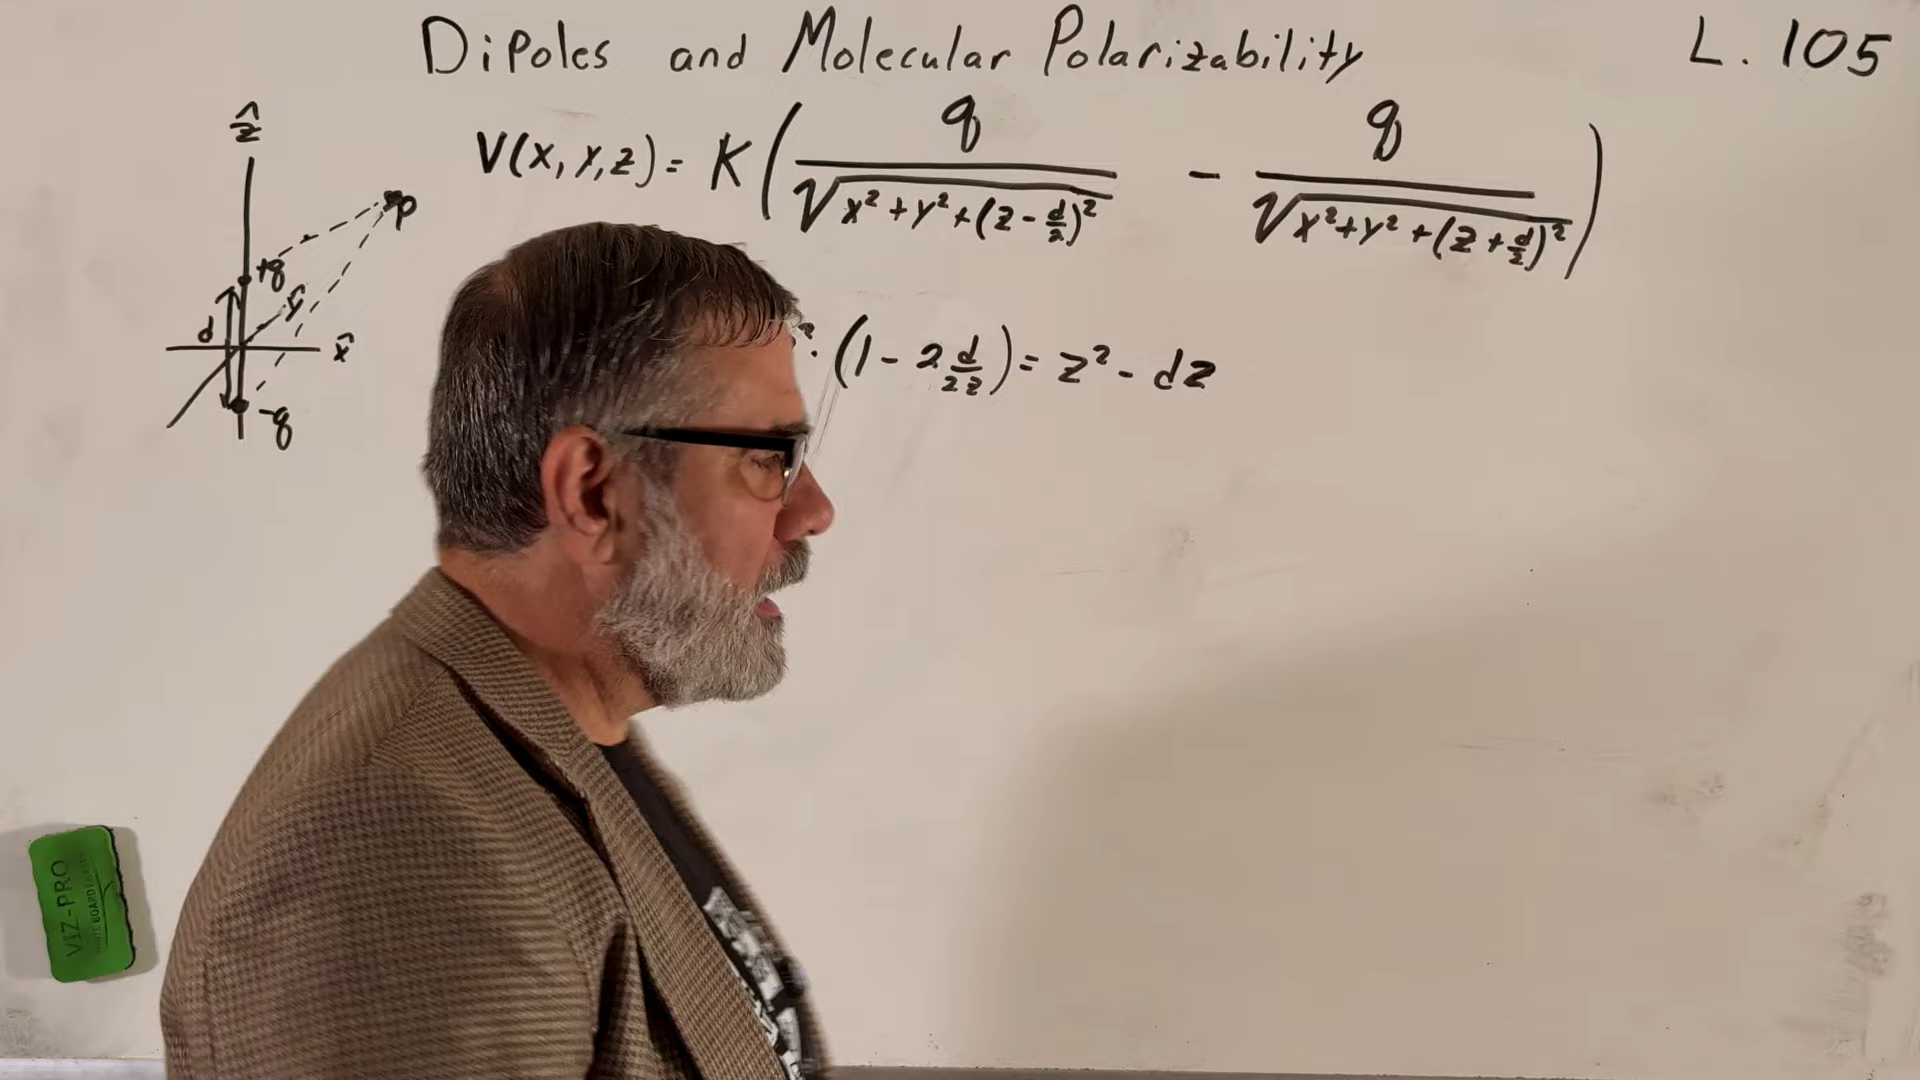 Dipoles and Molecular Polarizability L. 105
V(x,y,z) = K(q/√(x²+y²+(z-d/2)²) - q/√(x²+y²+(z+d/2)²))
ẑ
p
+q
ŷ
d
x̂
-q
²·(1-2d/2z) = z²-dz
VIZ-PRO